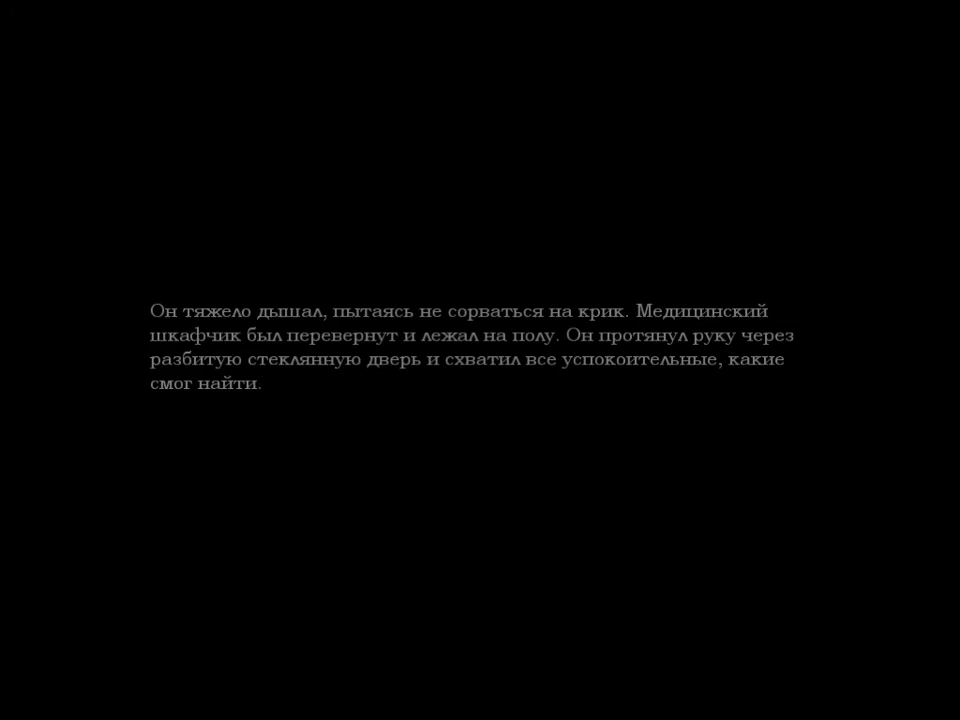 Он тяжело дышал, пытаясь не сорваться на крик. Медицинский
шкафчик был перевернут и лежал на полу. Он протянул руку через
разбитую стеклянную дверь и схватил все успокоительные, какие
смог найти.